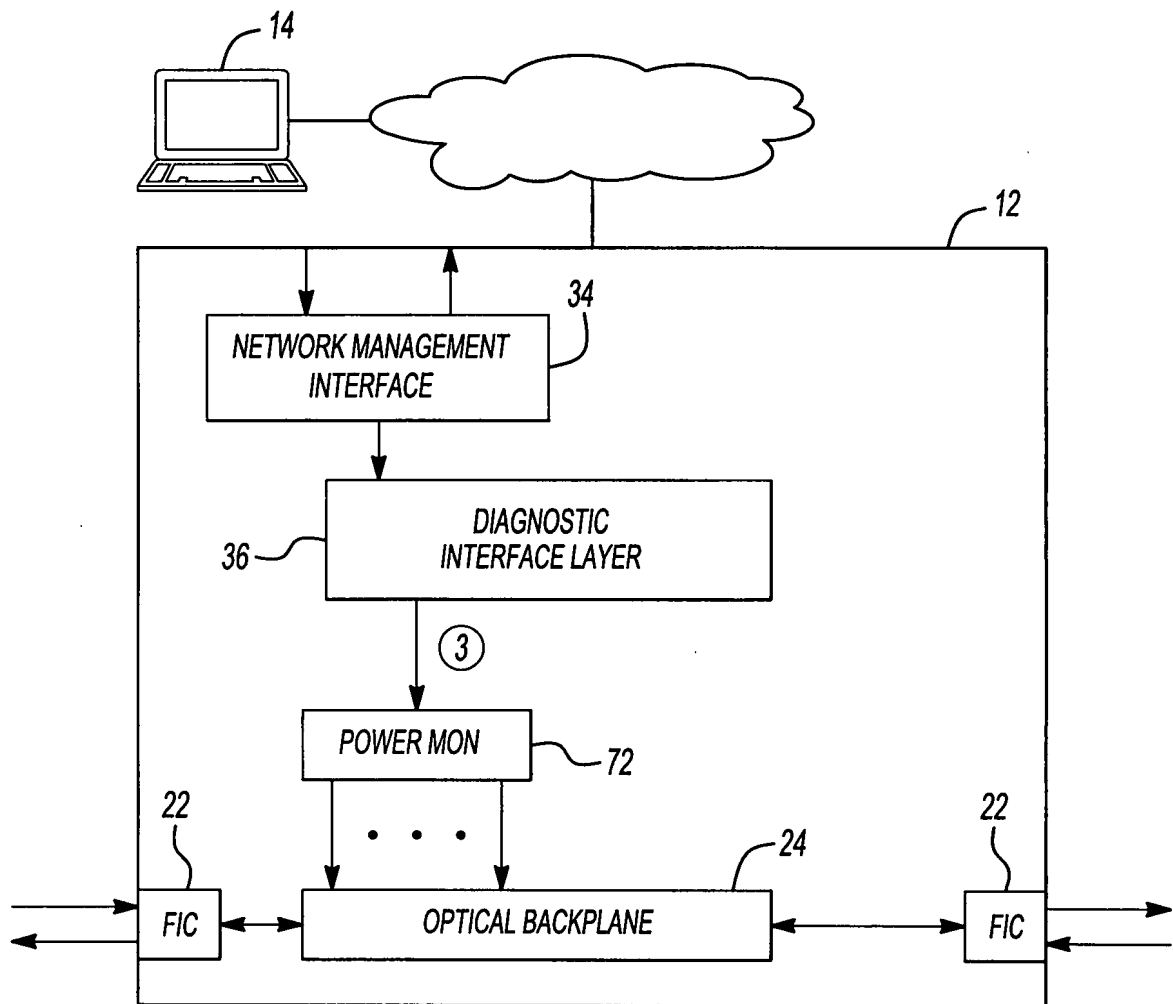 14
12
34
NETWORK MANAGEMENT
INTERFACE
DIAGNOSTIC
INTERFACE LAYER
36
3
POWER MON
72
22
22
24
FIC
OPTICAL BACKPLANE
FIC